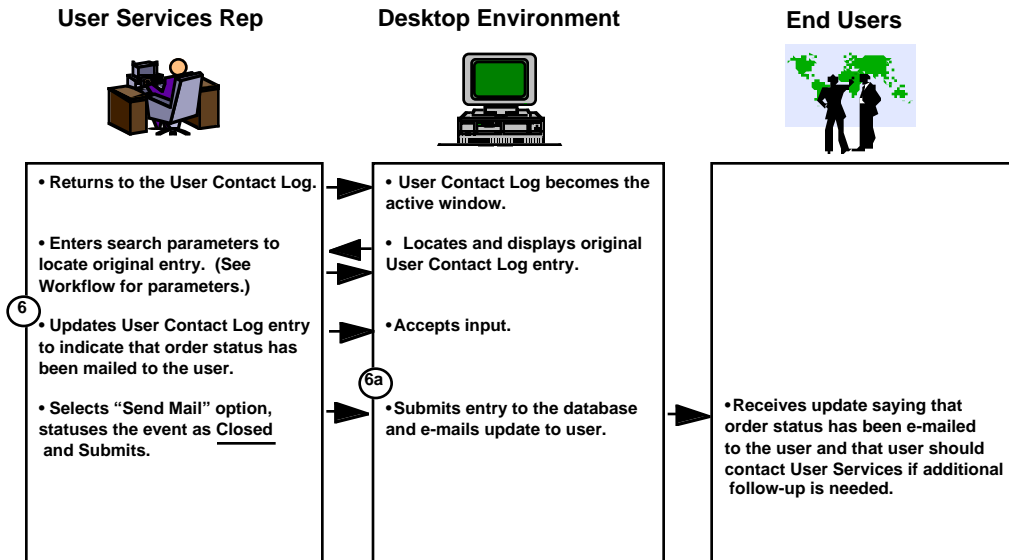 User Services Rep
Desktop Environment
End Users
• Returns to the User Contact Log.
• Enters search parameters to
locate original entry.  (See
Workflow for parameters.)
6
• Updates User Contact Log entry
to indicate that order status has
been mailed to the user.
• Selects “Send Mail” option,
statuses the event as Closed
and Submits.
• User Contact Log becomes the
active window.
• Locates and displays original
User Contact Log entry.
•Accepts input.
6a
•Submits entry to the database
and e-mails update to user.
•Receives update saying that
order status has been e-mailed
to the user and that user should
contact User Services if additional
follow-up is needed.